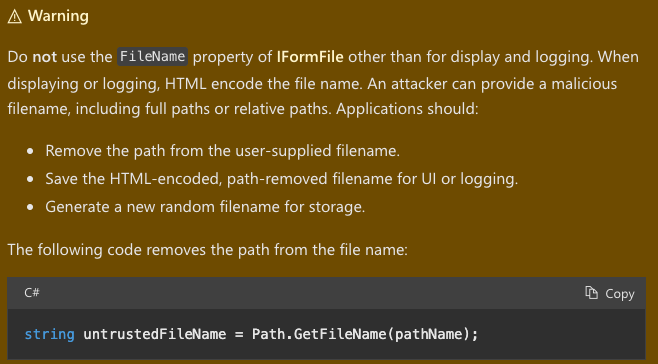 ⚠ Warning
Do not use the FileName property of IFormFile other than for display and logging. When
displaying or logging, HTML encode the file name. An attacker can provide a malicious
filename, including full paths or relative paths. Applications should:
• Remove the path from the user-supplied filename.
• Save the HTML-encoded, path-removed filename for UI or logging.
• Generate a new random filename for storage.
The following code removes the path from the file name:
C# Copy
string untrustedFileName = Path.GetFileName(pathName);